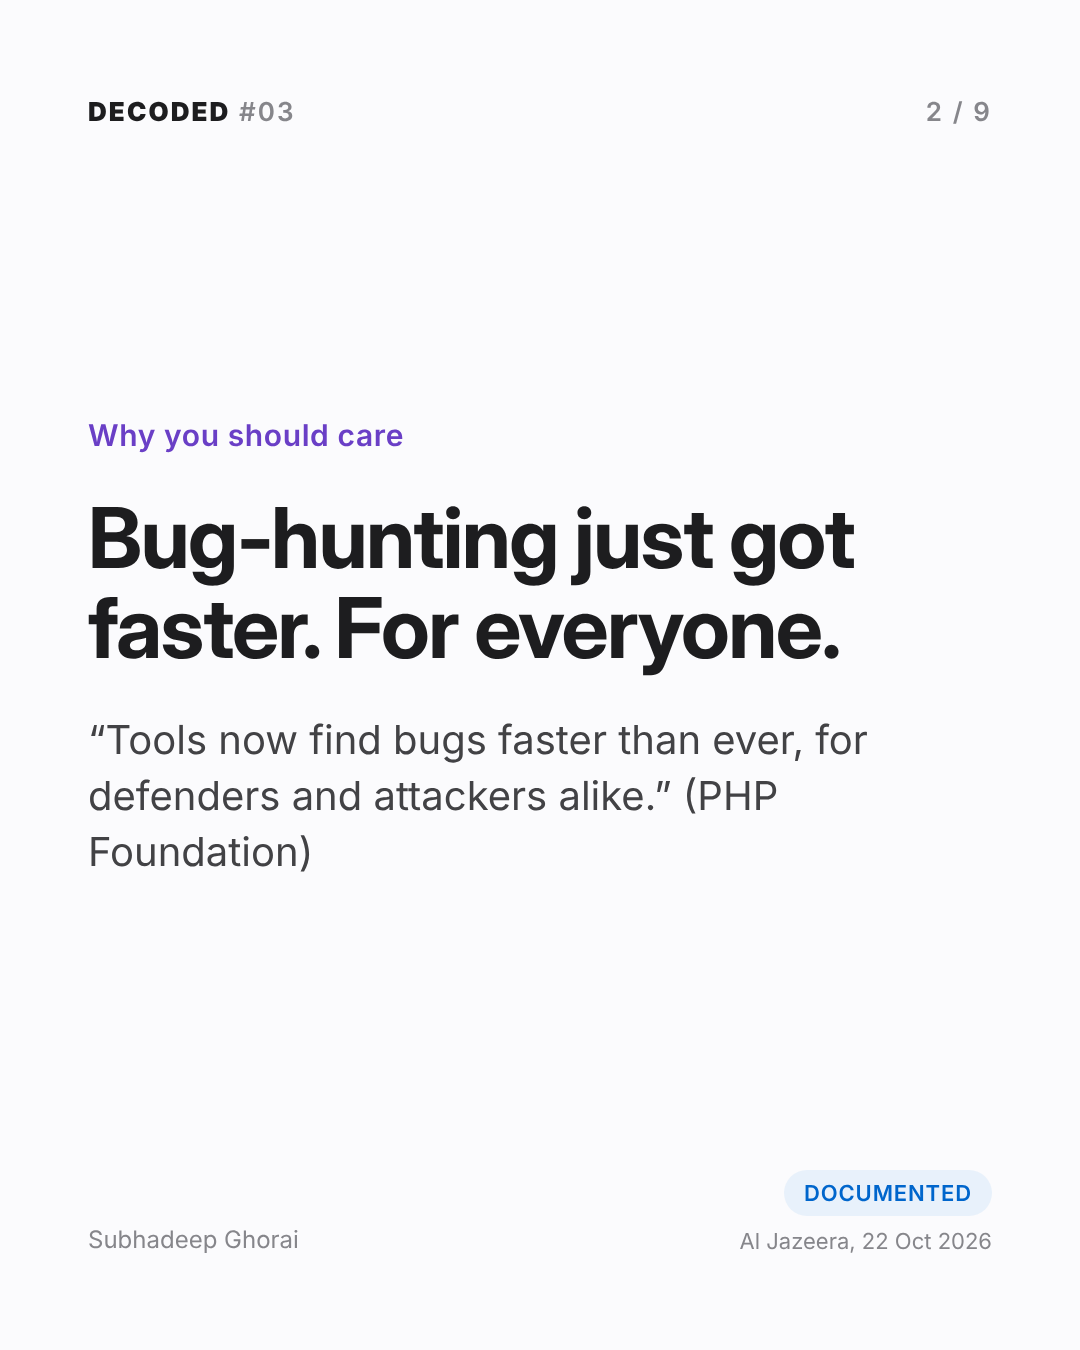 DECODED #03
2 / 9
Why you should care
Bug-hunting just got
faster. For everyone.
“Tools now find bugs faster than ever, for
defenders and attackers alike.” (PHP
Foundation)
DOCUMENTED
Subhadeep Ghorai
Al Jazeera, 22 Oct 2026